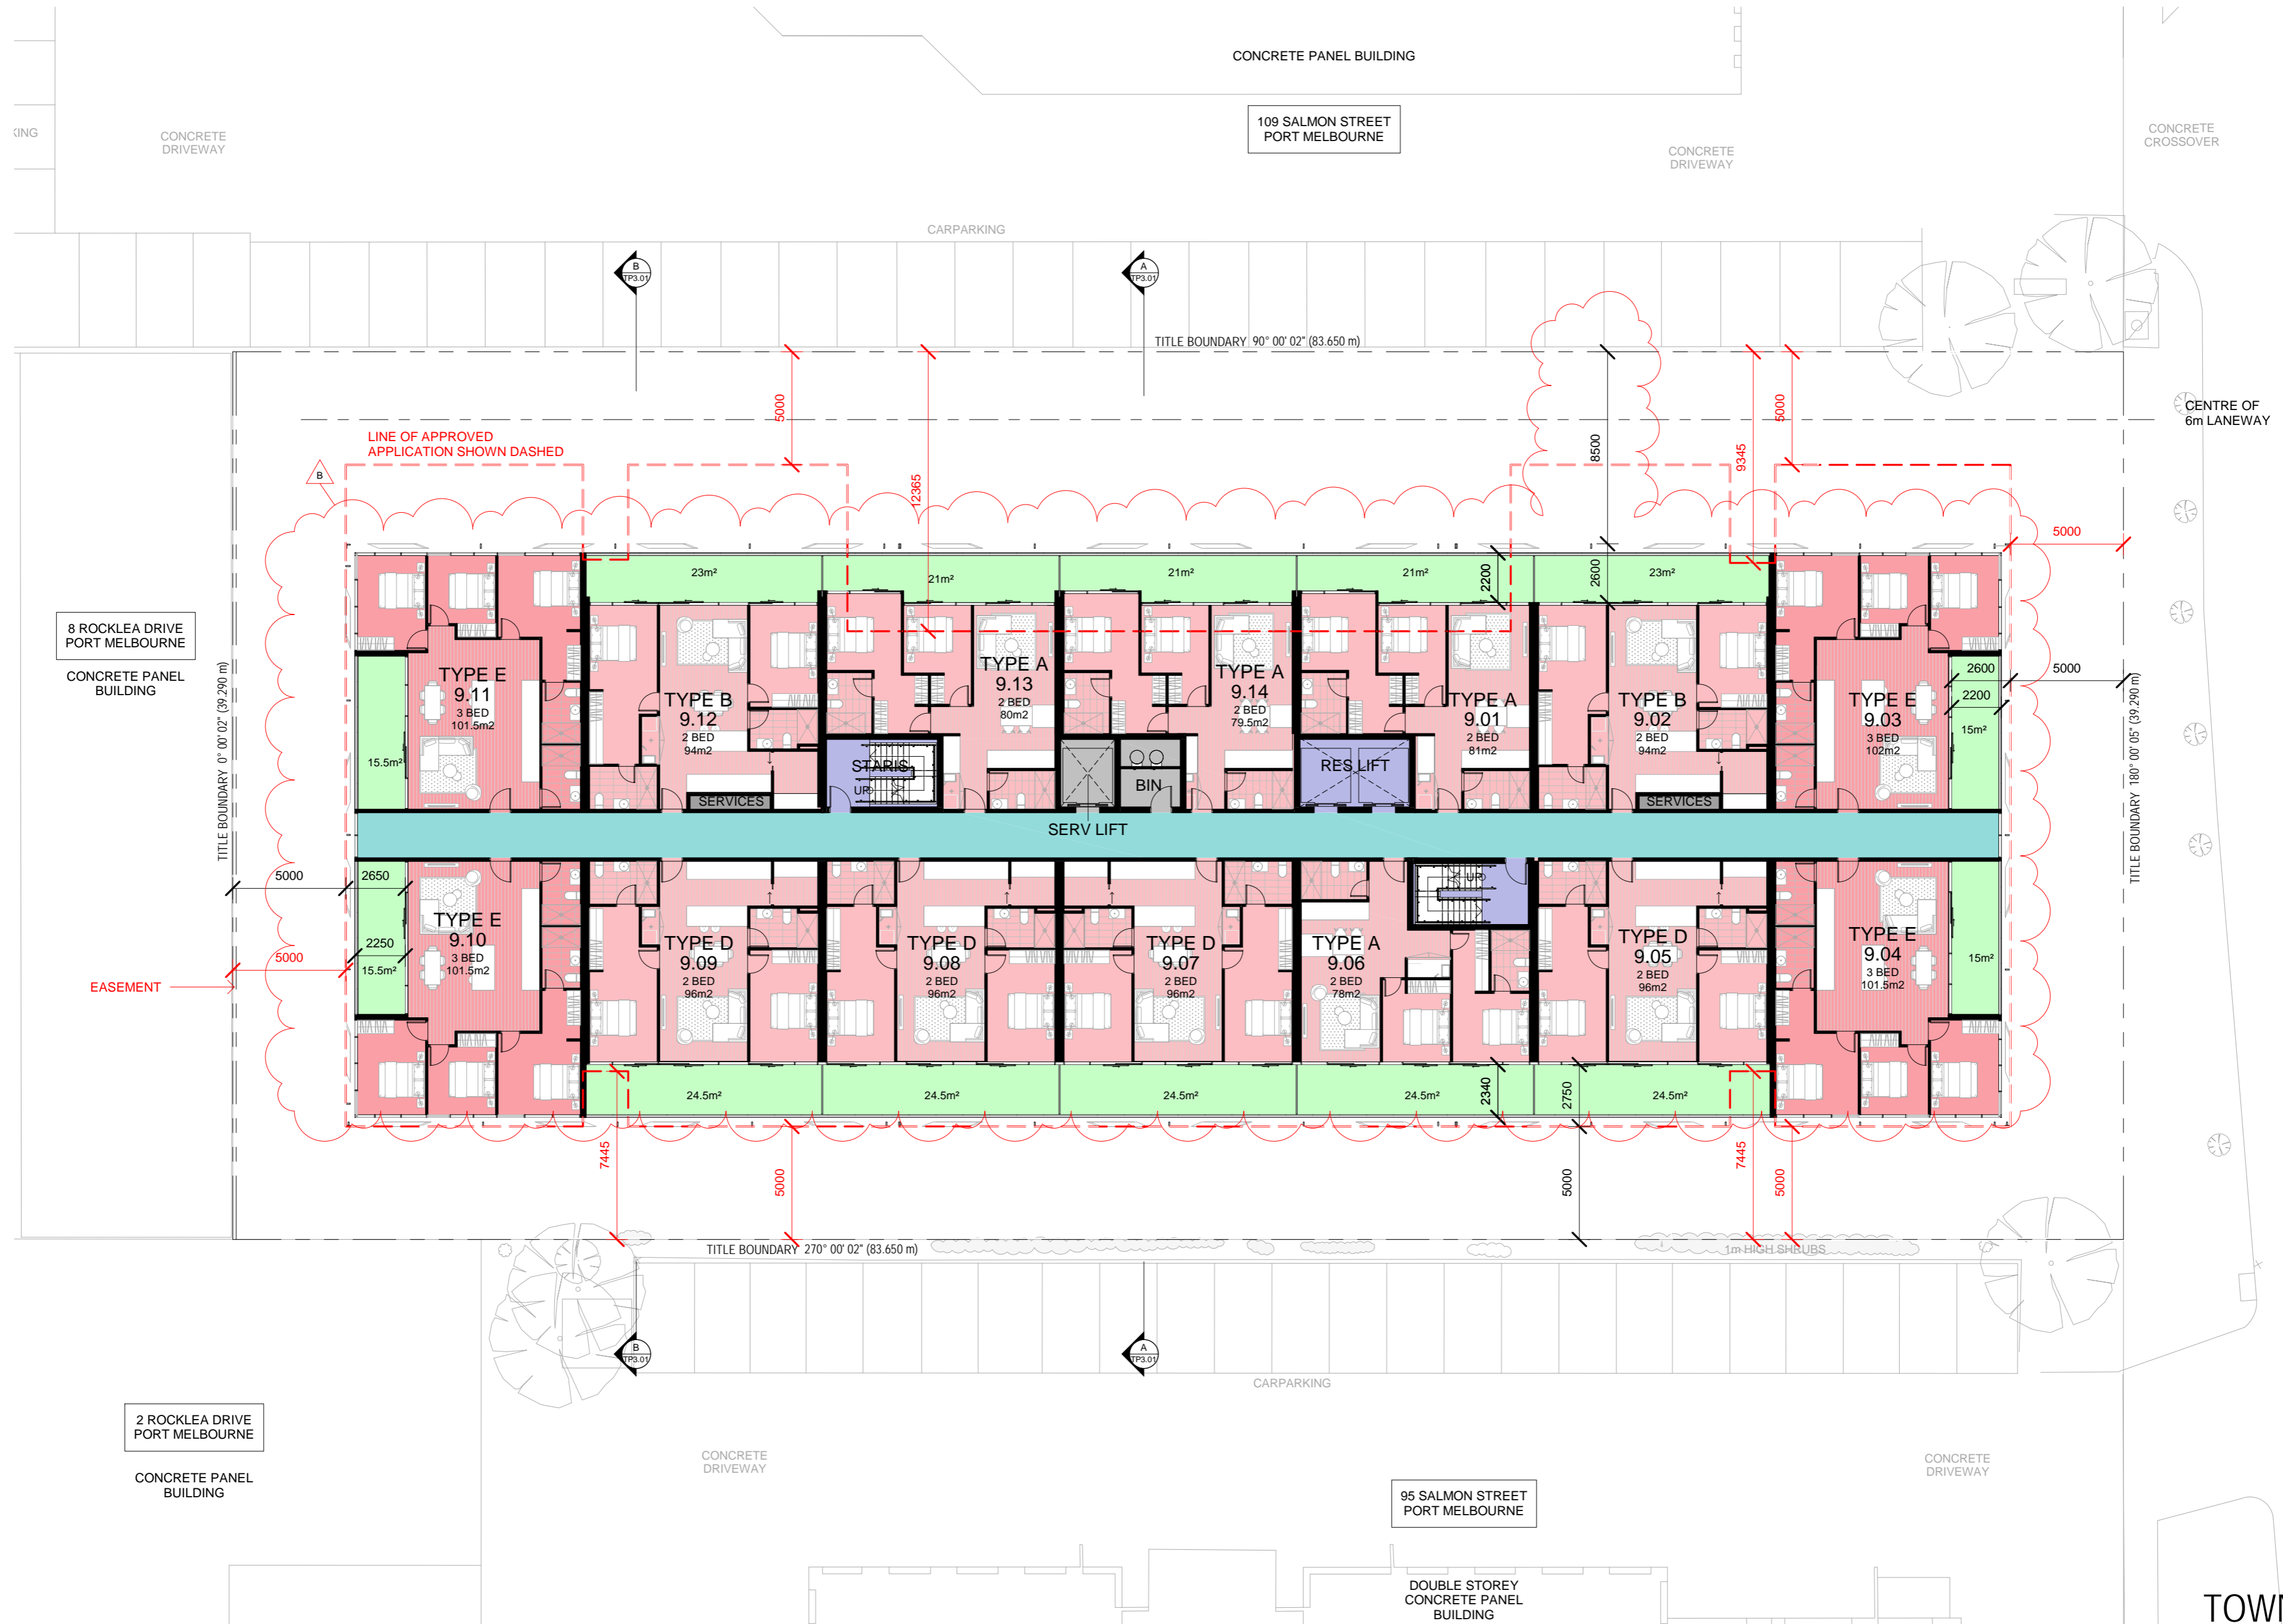 CONCRETE PANEL BUILDING
109 SALMON STREET
PORT MELBOURNE
CONCRETE
DRIVEWAY
CONCRETE
DRIVEWAY
CONCRETE
CROSSOVER
CARPARKING
B
TP3.01
A
TP3.01
TITLE BOUNDARY 90° 00' 02" (83.650 m)
5000
12365
8500
9345
5000
CENTRE OF
6m LANEWAY
LINE OF APPROVED
APPLICATION SHOWN DASHED
B
5000
23m²
21m²
21m²
21m²
2200
2600
23m²
8 ROCKLEA DRIVE
PORT MELBOURNE
CONCRETE PANEL
BUILDING
TITLE BOUNDARY 0° 00' 02" (39.290 m)
TYPE E
9.11
3 BED
101.5m2
15.5m²
TYPE B
9.12
2 BED
94m2
SERVICES
TYPE A
9.13
2 BED
80m2
TYPE A
9.14
2 BED
79.5m2
TYPE A
9.01
2 BED
81m2
TYPE B
9.02
2 BED
94m2
SERVICES
TYPE E
9.03
3 BED
102m2
2600
2200
15m²
5000
TITLE BOUNDARY 180° 00' 05" (39.290 m)
STARIS
UP
BIN
RES LIFT
SERV LIFT
5000
2650
2250
5000
15.5m²
EASEMENT
TYPE E
9.10
3 BED
101.5m2
TYPE D
9.09
2 BED
96m2
TYPE D
9.08
2 BED
96m2
TYPE D
9.07
2 BED
96m2
TYPE A
9.06
2 BED
78m2
UP
TYPE D
9.05
2 BED
96m2
TYPE E
9.04
3 BED
101.5m2
15m²
24.5m²
24.5m²
24.5m²
24.5m²
2340
2750
24.5m²
7445
5000
5000
7445
5000
TITLE BOUNDARY 270° 00' 02" (83.650 m)
1m HIGH SHRUBS
B
TP3.01
A
TP3.01
CARPARKING
2 ROCKLEA DRIVE
PORT MELBOURNE
CONCRETE PANEL
BUILDING
CONCRETE
DRIVEWAY
95 SALMON STREET
PORT MELBOURNE
CONCRETE
DRIVEWAY
DOUBLE STOREY
CONCRETE PANEL
BUILDING